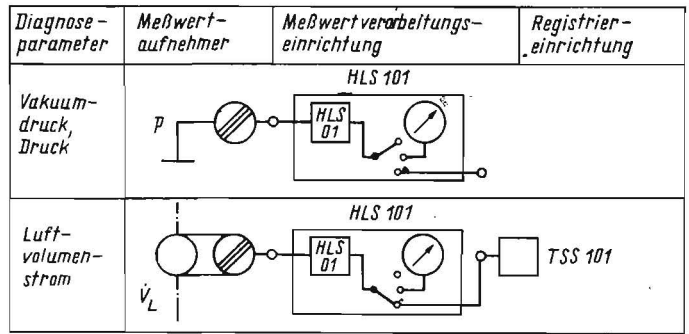 Diagnose-
parameter
Meßwert-
aufnehmer
Meßwertverarbeitungs-
einrichtung
Registrier-
einrichtung
Vakuum-
druck,
Druck
p
HLS 101
HLS
01
Luft-
volumen-
strom
V̇L
HLS 101
HLS
01
TSS 101